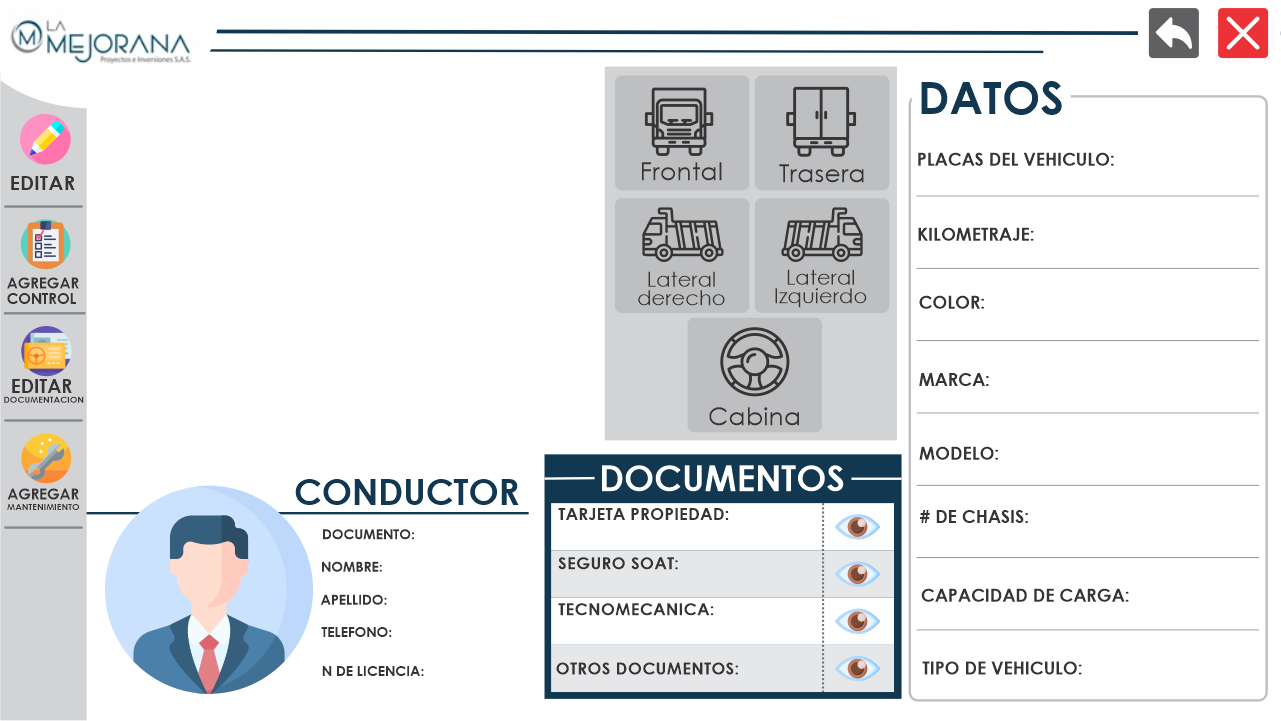 LA
MEJORANA
Proyectos e Inversiones S.A.S.
EDITAR
AGREGAR
CONTROL
EDITAR
DOCUMENTACION
AGREGAR
MANTENIMIENTO
Frontal
Trasera
Lateral
derecho
Lateral
Izquierdo
Cabina
CONDUCTOR
DOCUMENTO:
NOMBRE:
APELLIDO:
TELEFONO:
N DE LICENCIA:
DOCUMENTOS
TARJETA PROPIEDAD:
SEGURO SOAT:
TECNOMECANICA:
OTROS DOCUMENTOS:
DATOS
PLACAS DEL VEHICULO:
KILOMETRAJE:
COLOR:
MARCA:
MODELO:
# DE CHASIS:
CAPACIDAD DE CARGA:
TIPO DE VEHICULO: